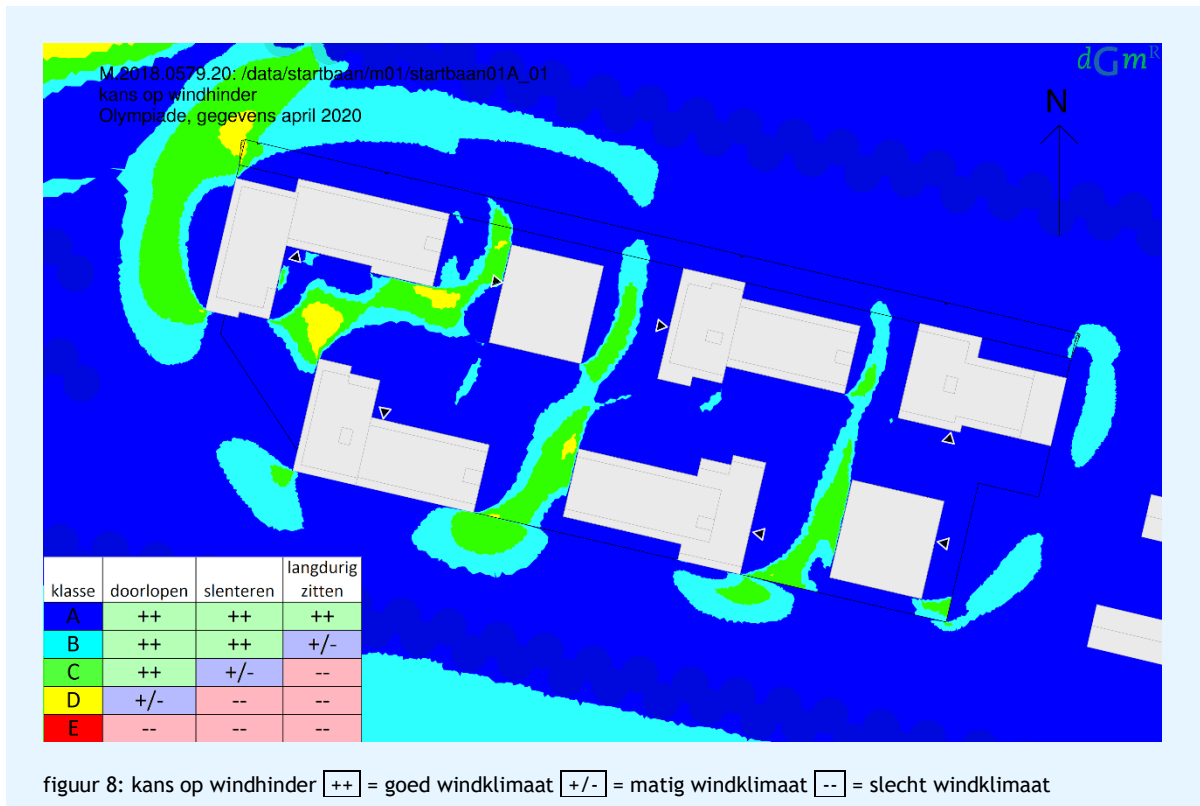 M.2018.0579.20: /data/startbaan/m01/startbaan01A_01
kans op windhinder
Olympiade, gegevens april 2020
dGmR
N
klasse doorlopen slenteren langdurig zitten
A ++ ++ ++
B ++ ++ +/-
C ++ +/- --
D +/- -- --
E -- -- --
figuur 8: kans op windhinder ++ = goed windklimaat +/- = matig windklimaat -- = slecht windklimaat